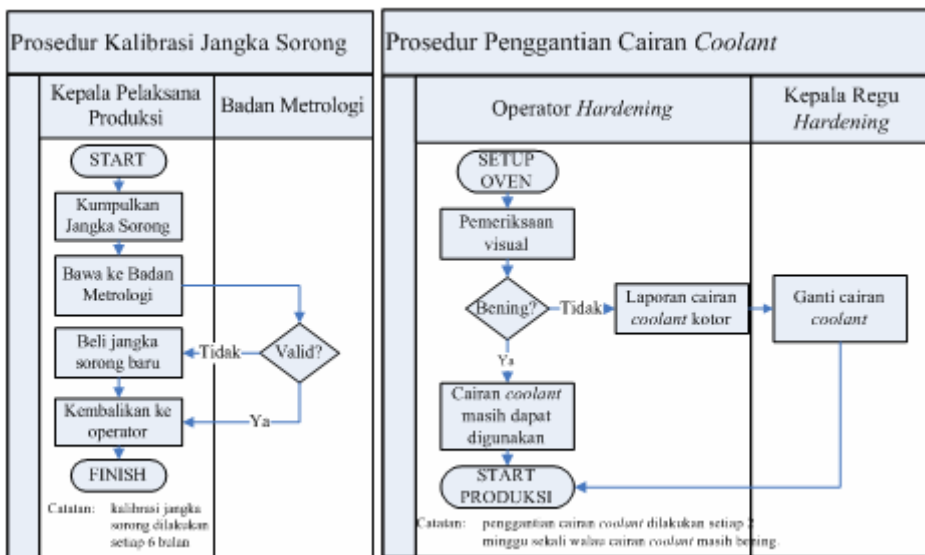 Prosedur Kalibrasi Jangka Sorong
Kepala Pelaksana
Produksi
Badan Metrologi
START
Kumpulkan
Jangka Sorong
Bawa ke Badan
Metrologi
Valid?
Tidak
Beli jangka
sorong baru
Ya
Kembalikan ke
operator
FINISH
Catatan: kalibrasi jangka
sorong dilakukan
setiap 6 bulan
Prosedur Penggantian Cairan Coolant
Operator Hardening
Kepala Regu
Hardening
SETUP
OVEN
Pemeriksaan
visual
Bening?
Tidak
Laporan cairan
coolant kotor
Ganti cairan
coolant
Ya
Cairan coolant
masih dapat
digunakan
START
PRODUKSI
Catatan: penggantian cairan coolant dilakukan setiap 2
minggu sekali walau cairan coolant masih bening.